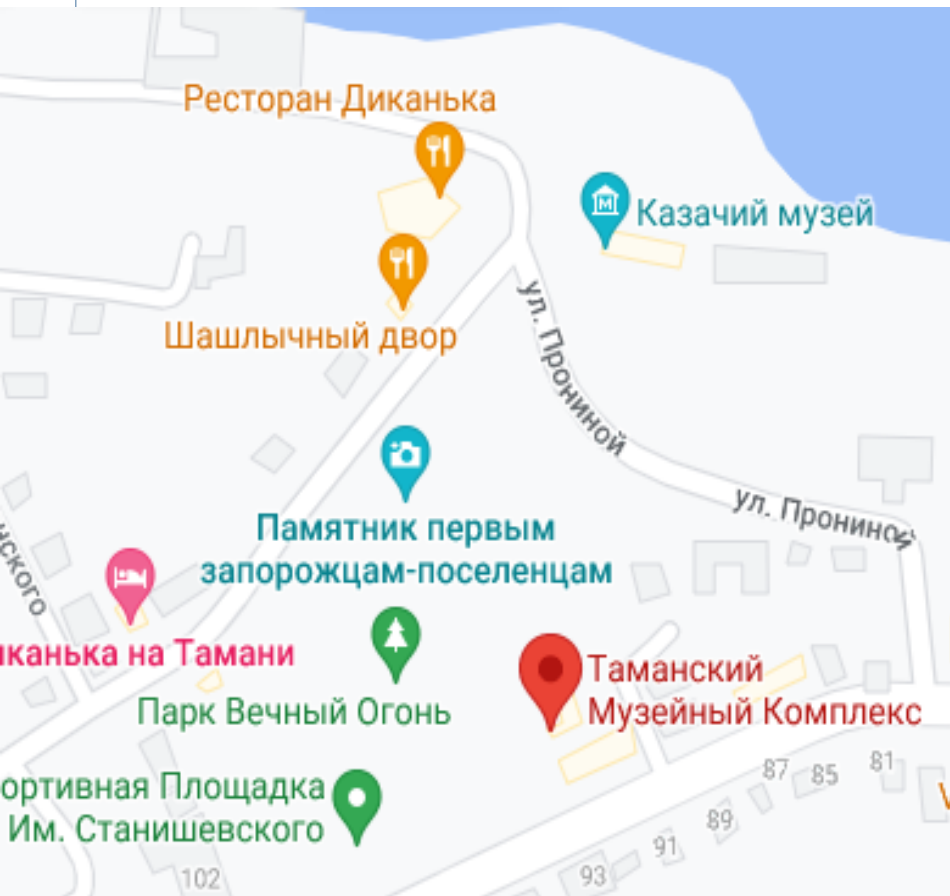 Ресторан Диканька
Казачий музей
Шашлычный двор
ул. Прониной
ул. Прониной
Памятник первым
запорожцам-поселенцам
нского
иканька на Тамани
Парк Вечный Огонь
Таманский
Музейный Комплекс
ортивная Площадка
Им. Станишевского
81
87
85
89
91
93
102